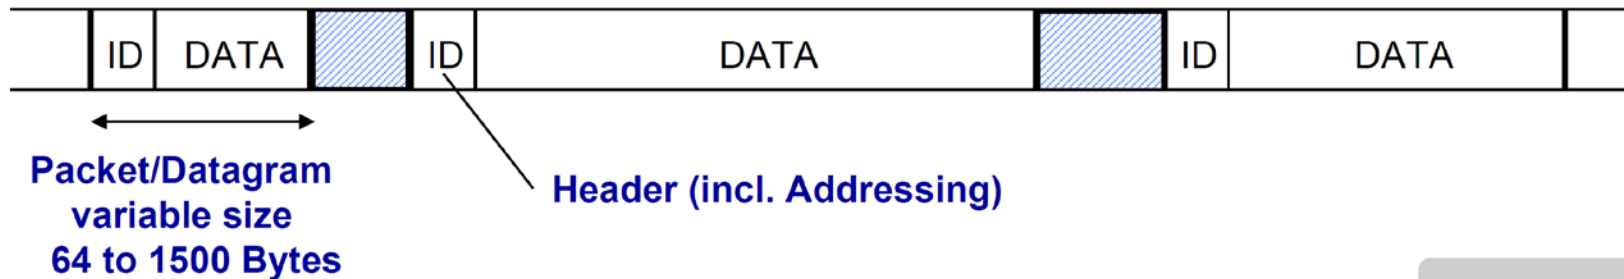 ID DATA ID DATA ID DATA
Packet/Datagram
variable size
64 to 1500 Bytes
Header (incl. Addressing)